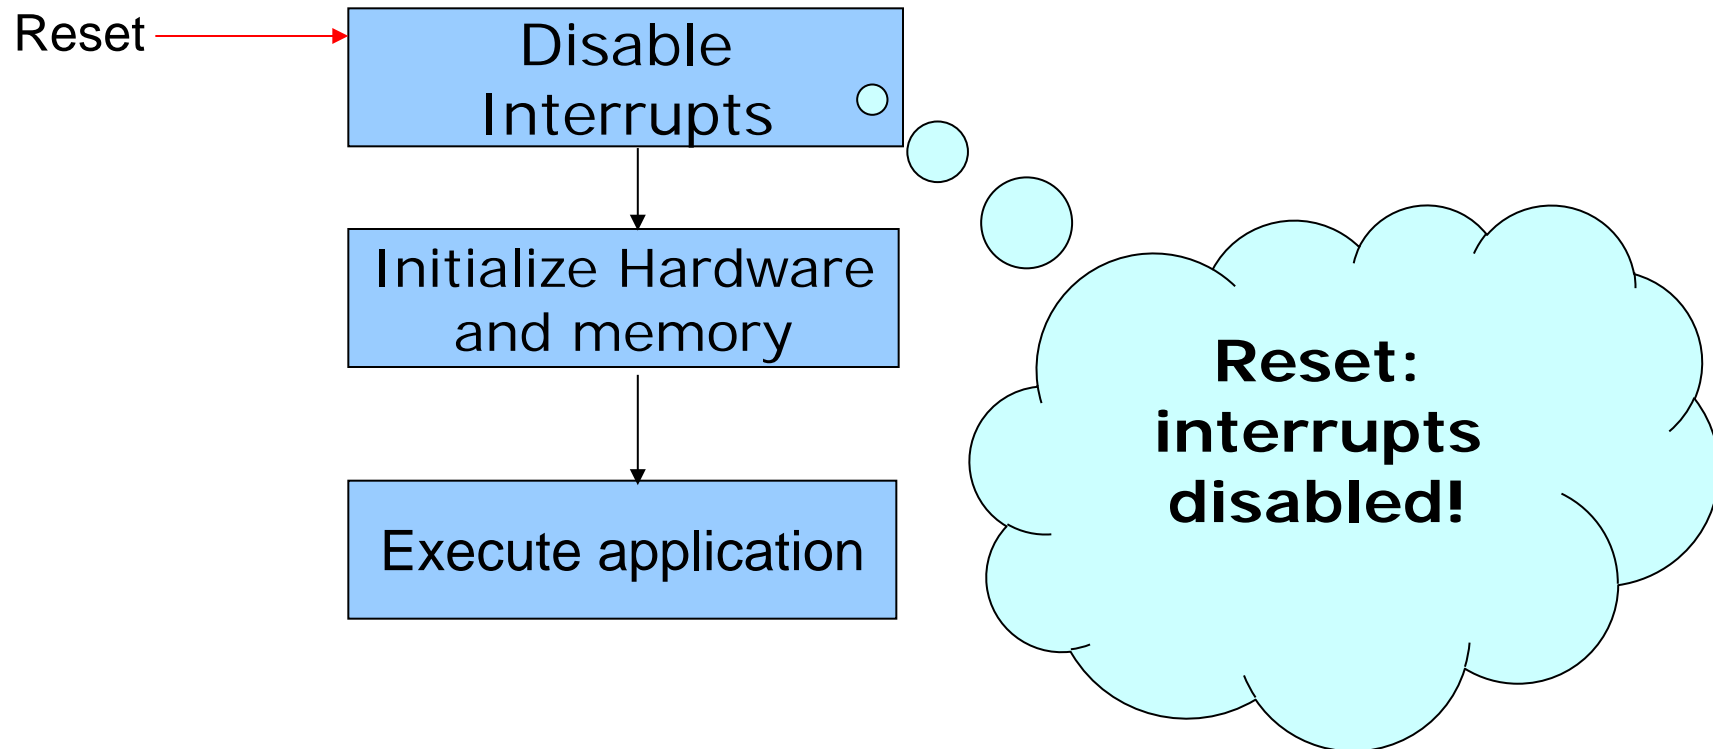 Reset
Disable
Interrupts
Initialize Hardware
and memory
Reset:
interrupts
disabled!
Execute application